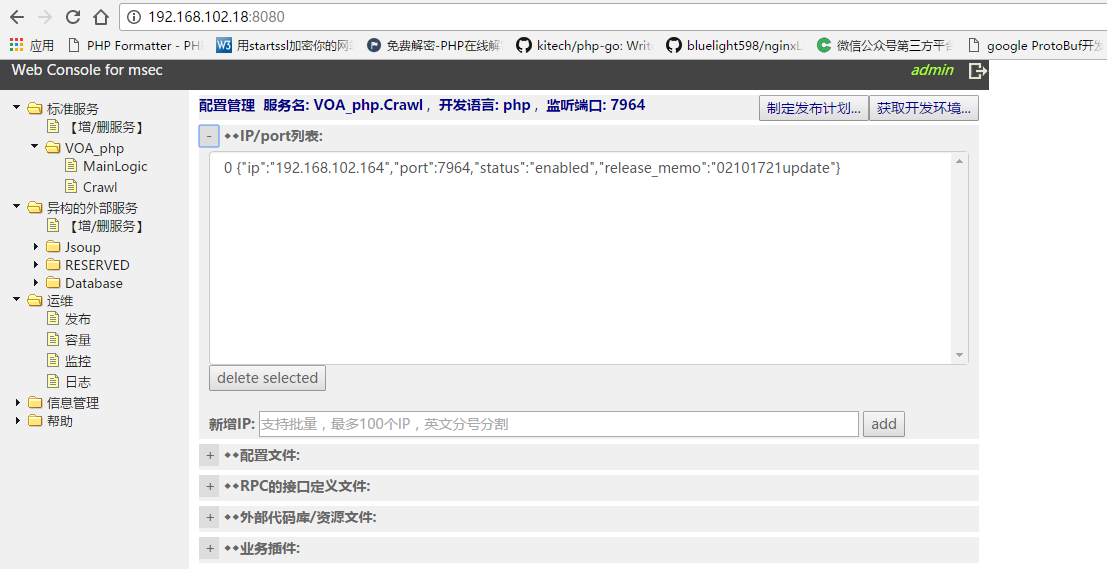 192.168.102.18:8080
应用 PHP Formatter - PH 用startssl加密你的网 免费解密-PHP在线解 kitech/php-go: Writ bluelight598/nginxL 微信公众号第三方平台 google ProtoBuf开发
Web Console for msec admin
标准服务
【增/删服务】
VOA_php
MainLogic
Crawl
异构的外部服务
【增/删服务】
Jsoup
RESERVED
Database
运维
发布
容量
监控
日志
信息管理
帮助
配置管理 服务名: VOA_php.Crawl，开发语言: php，监听端口: 7964 制定发布计划... 获取开发环境...
- ◆◆IP/port列表:
0 {"ip":"192.168.102.164","port":7964,"status":"enabled","release_memo":"02101721update"}
delete selected
新增IP: 支持批量，最多100个IP，英文分号分割 add
+ ◆◆配置文件:
+ ◆◆RPC的接口定义文件:
+ ◆◆外部代码库/资源文件:
+ ◆◆业务插件: